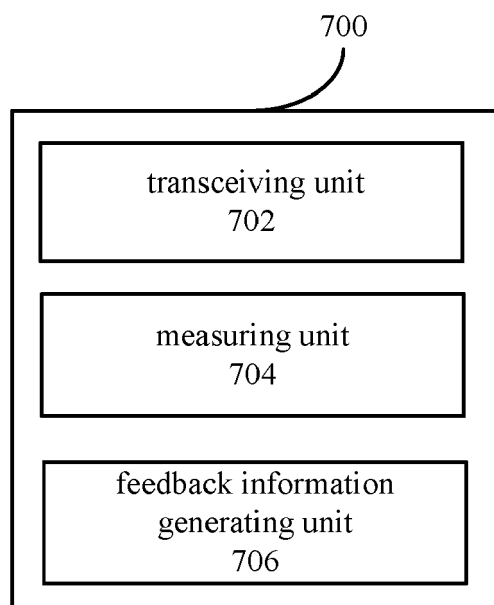 700
transceiving unit
702
measuring unit
704
feedback information
generating unit
706